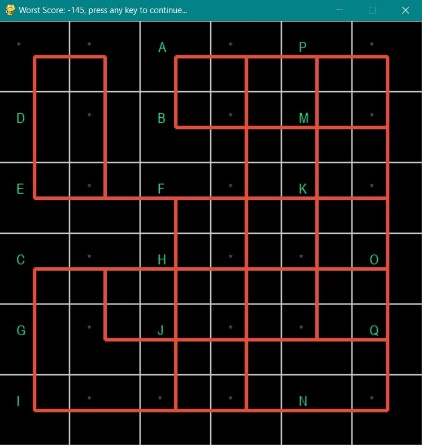 Worst Score: -145, press any key to continue...
* * A P *
D * B * M *
E * F * K *
C * H * * O
G * J * * Q
I * * * N *